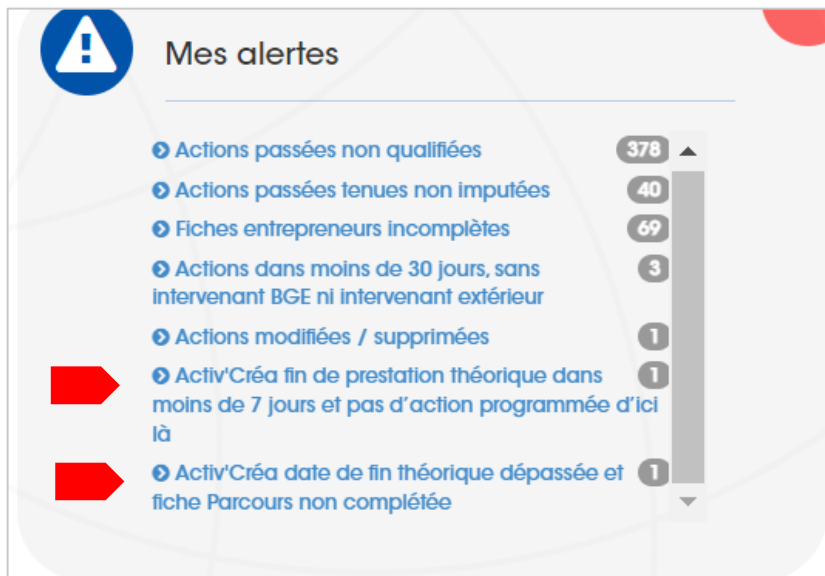 Mes alertes
Actions passées non qualifiées 378
Actions passées tenues non imputées 40
Fiches entrepreneurs incomplètes 69
Actions dans moins de 30 jours, sans 3
intervenant BGE ni intervenant extérieur
Actions modifiées / supprimées 1
Activ'Créa fin de prestation théorique dans 1
moins de 7 jours et pas d'action programmée d'ici
là
Activ'Créa date de fin théorique dépassée et 1
fiche Parcours non complétée